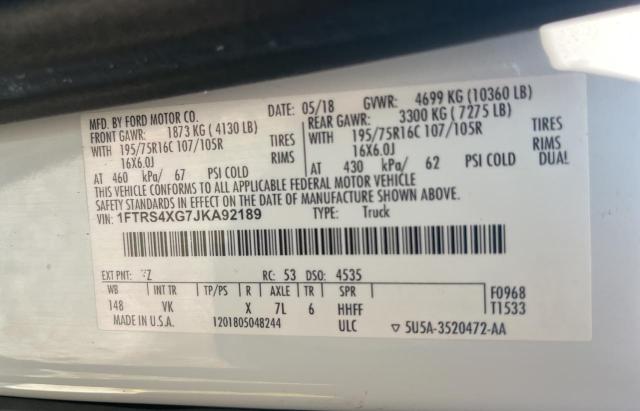 MFD. BY FORD MOTOR CO. DATE: 05/18 GVWR: 4699 KG (10360 LB)
FRONT GAWR: 1873 KG ( 4130 LB) REAR GAWR: 3300 KG ( 7275 LB)
WITH 195/75R16C 107/105R TIRES WITH 195/75R16C 107/105R TIRES
16X6.0J RIMS 16X6.0J RIMS
AT 460 kPa/ 67 PSI COLD AT 430 kPa/ 62 PSI COLD DUAL
THIS VEHICLE CONFORMS TO ALL APPLICABLE FEDERAL MOTOR VEHICLE
SAFETY STANDARDS IN EFFECT ON THE DATE OF MANUFACTURE SHOWN ABOVE.
VIN: 1FTRS4XG7JKA92189 TYPE: Truck
EXT PNT: YZ RC: 53 DSO: 4535
WB INT TR TP/PS R AXLE TR SPR F0968
148 VK X 7L 6 HHFF T1533
MADE IN U.S.A. 1201805048244 ULC ▽ 5U5A-3520472-AA